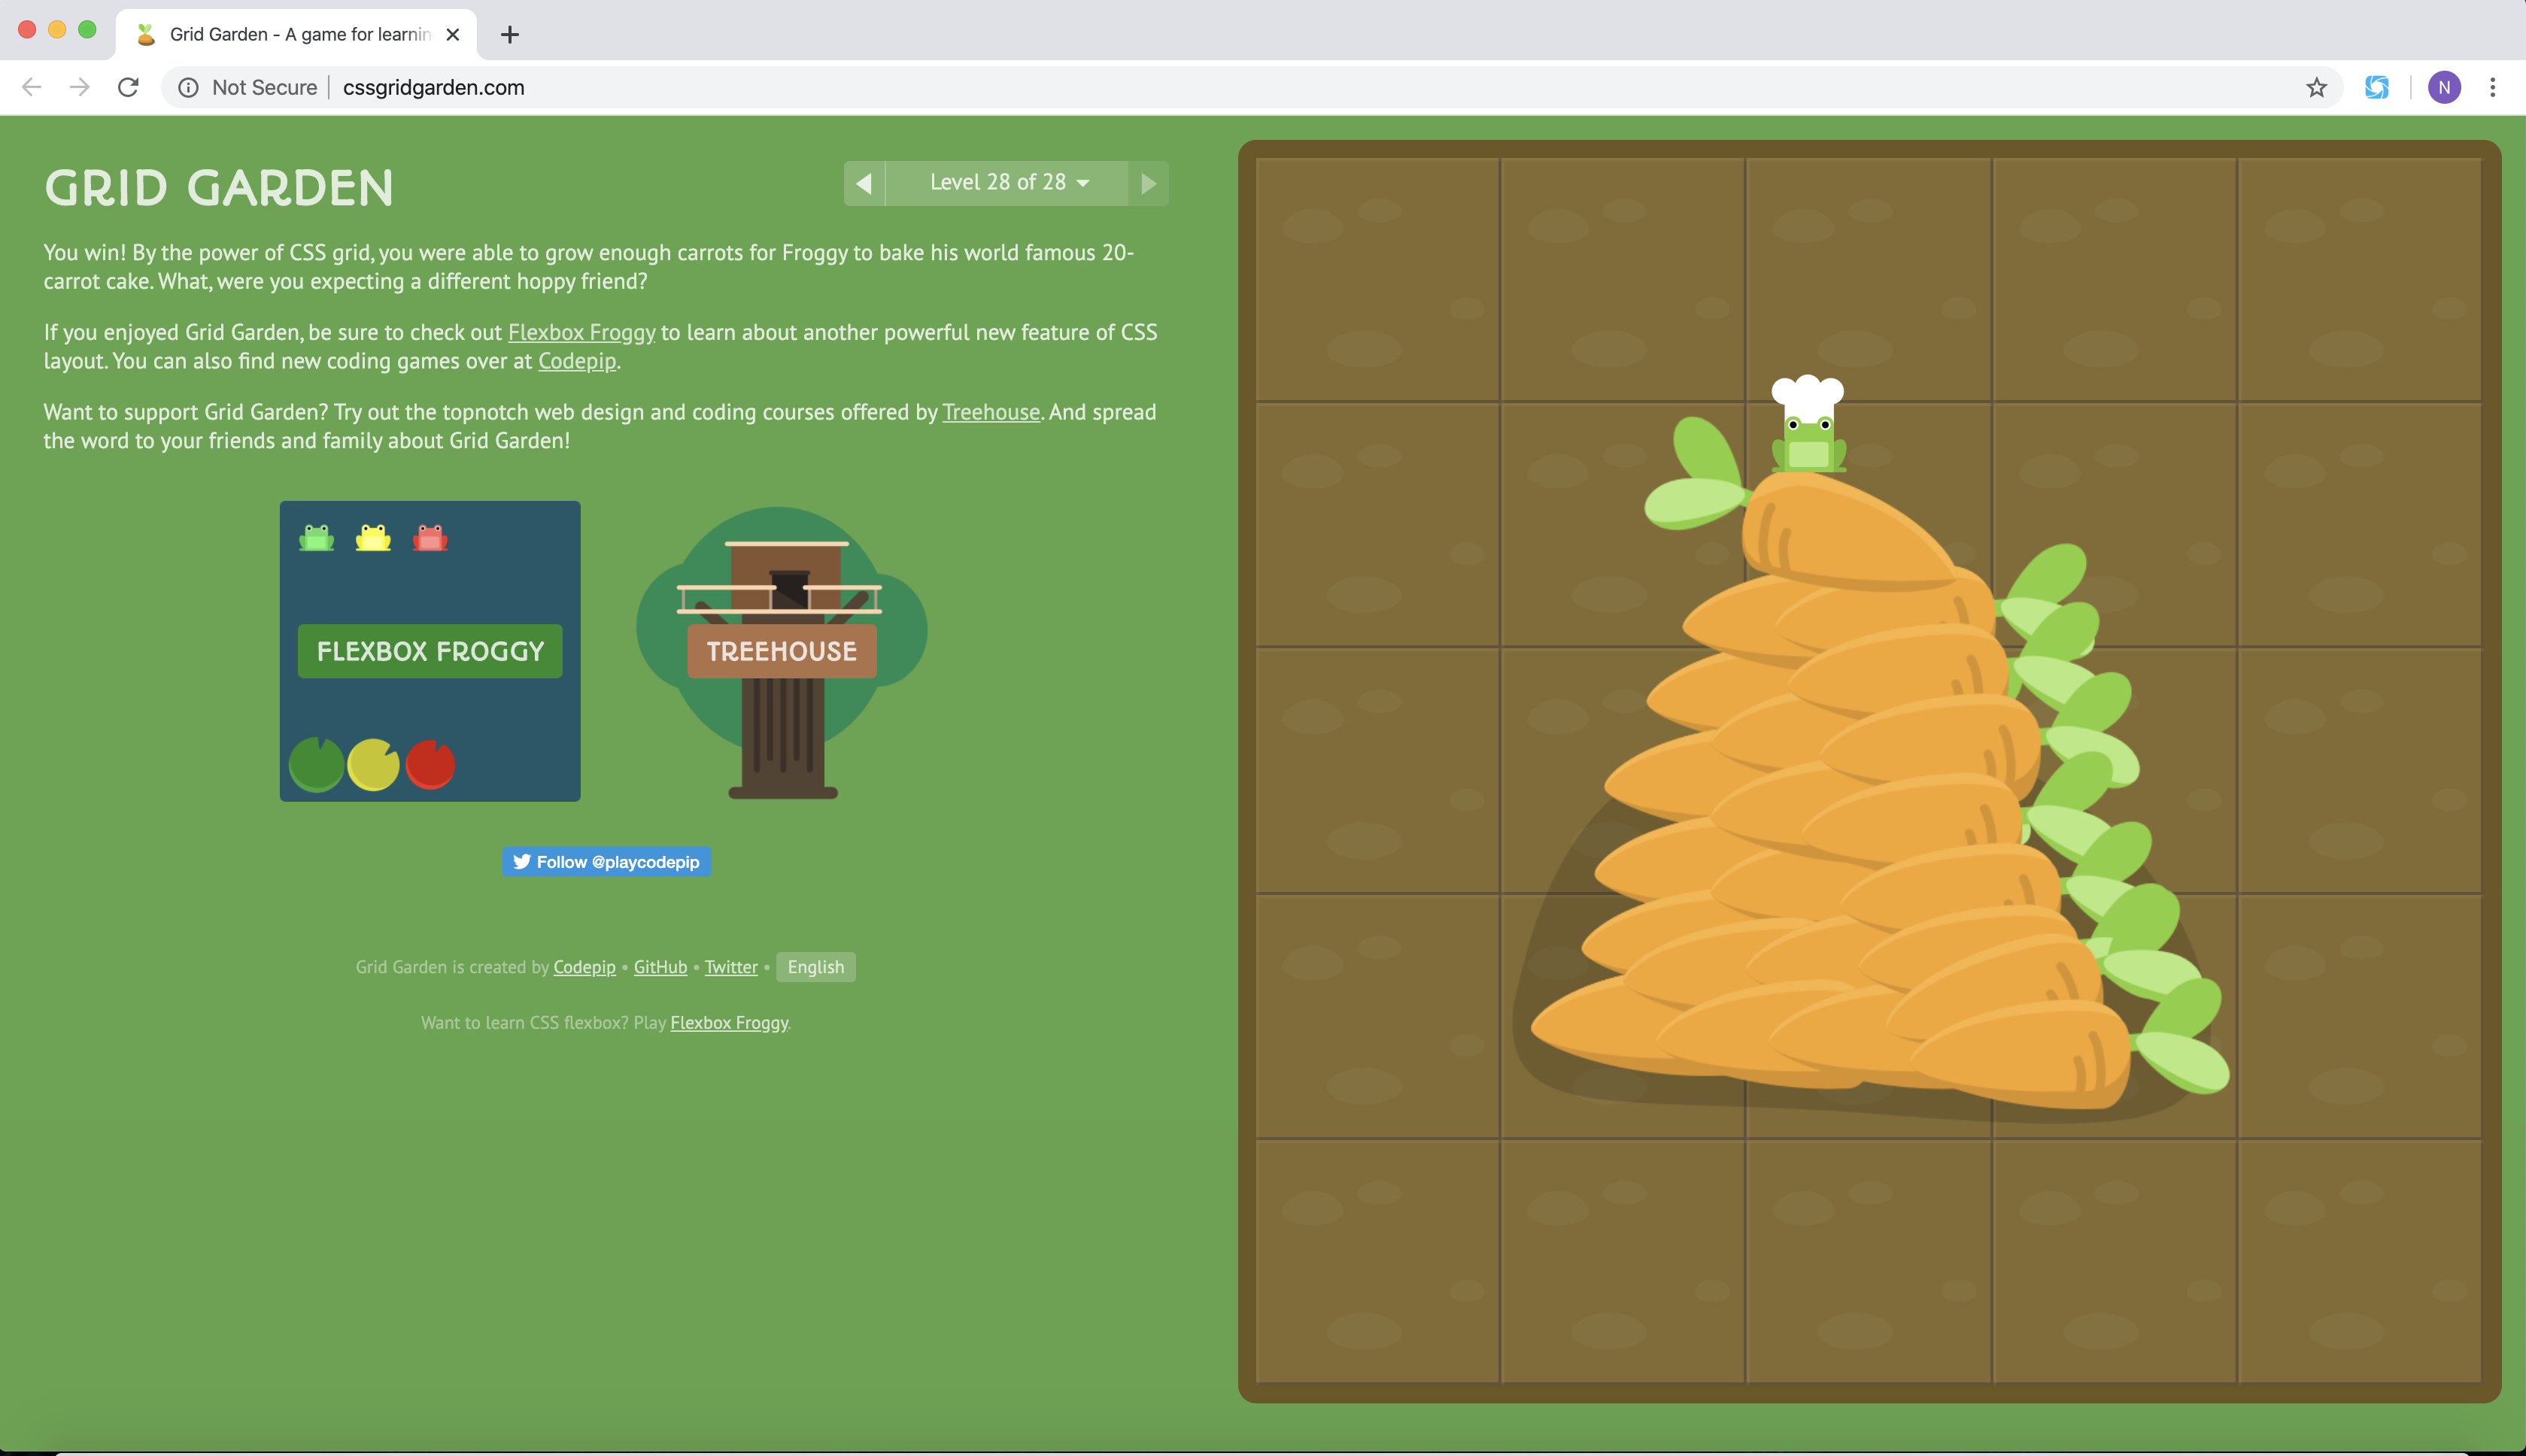 Grid Garden - A game for learnin
Not Secure
cssgridgarden.com
N
GRID GARDEN
Level 28 of 28
You win! By the power of CSS grid, you were able to grow enough carrots for Froggy to bake his world famous 20-
carrot cake. What, were you expecting a different hoppy friend?
If you enjoyed Grid Garden, be sure to check out Flexbox Froggy to learn about another powerful new feature of CSS
layout. You can also find new coding games over at Codepip.
Want to support Grid Garden? Try out the topnotch web design and coding courses offered by Treehouse. And spread
the word to your friends and family about Grid Garden!
FLEXBOX FROGGY
TREEHOUSE
Follow @playcodepip
Grid Garden is created by Codepip • GitHub • Twitter • English
Want to learn CSS flexbox? Play Flexbox Froggy.